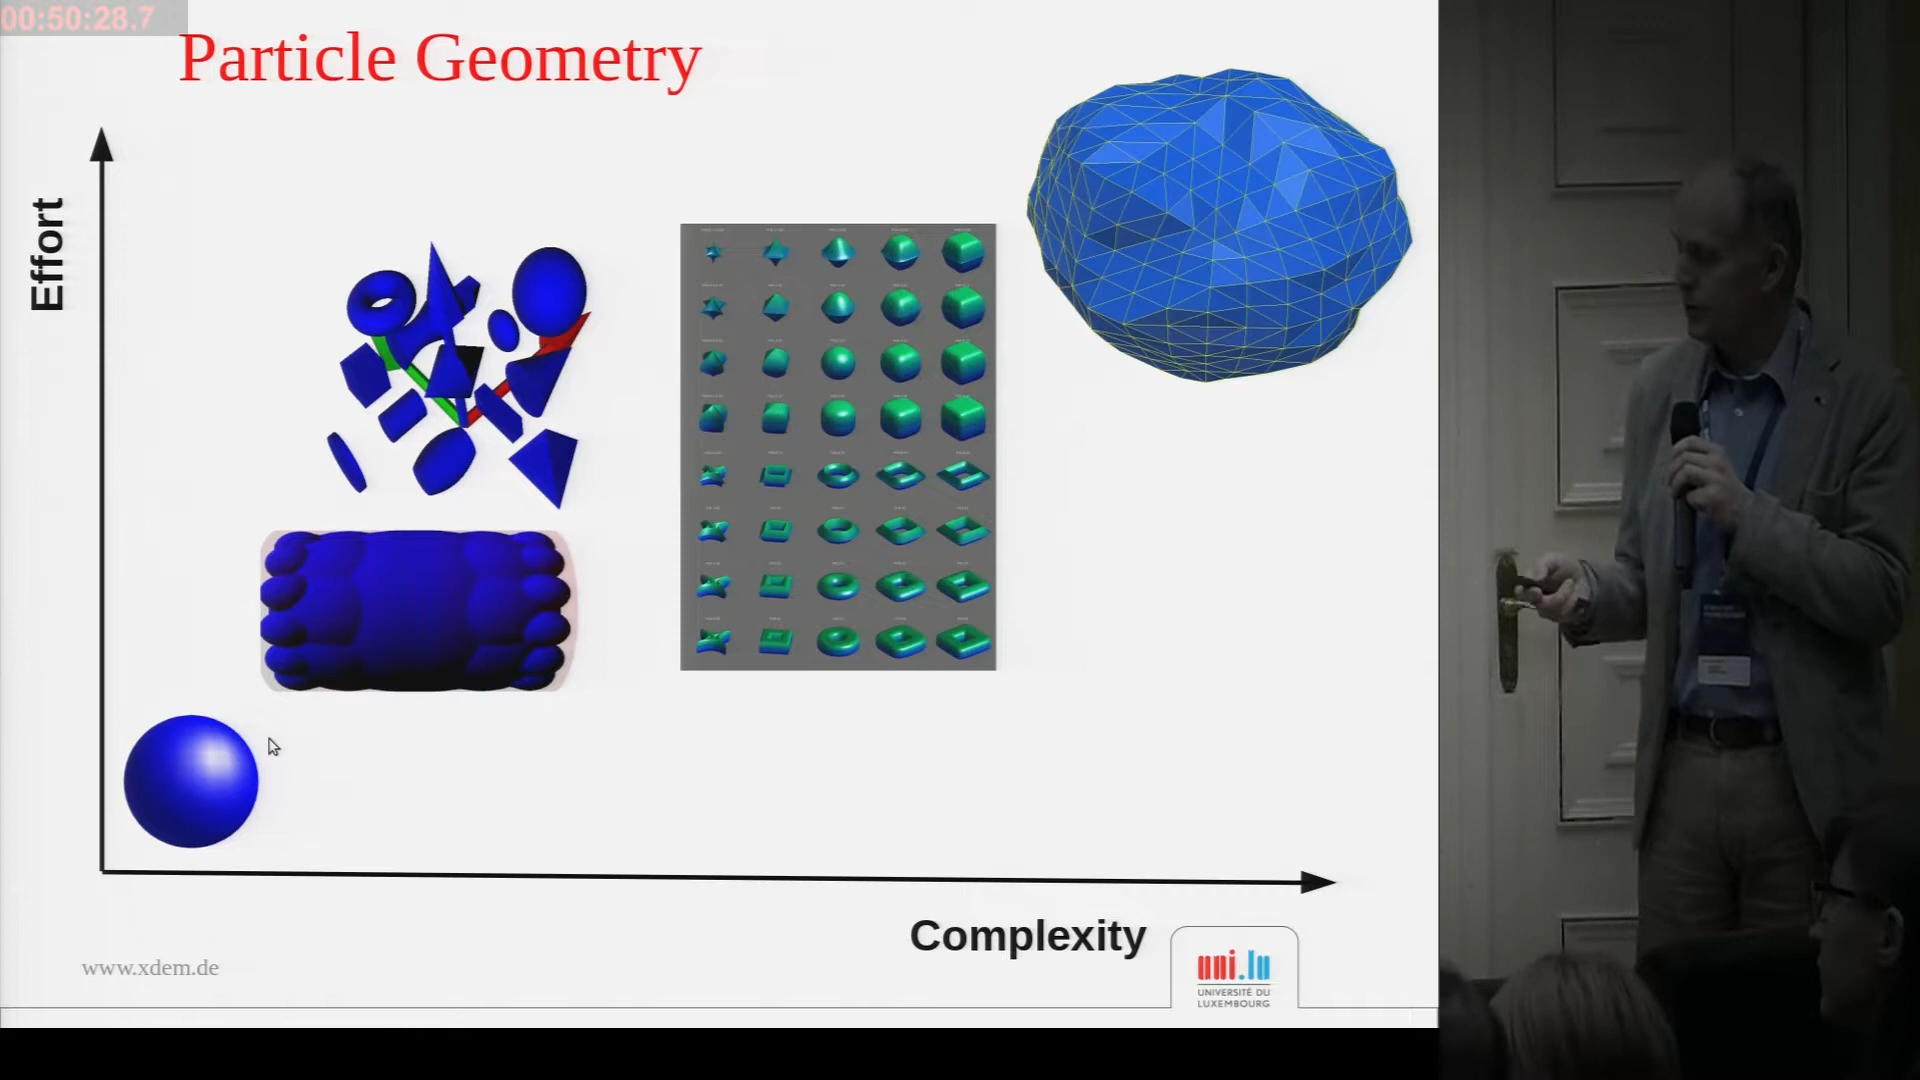 00:50:28.7
Particle Geometry
Effort
Complexity
www.xdem.de
uni.lu
UNIVERSITÉ DU
LUXEMBOURG